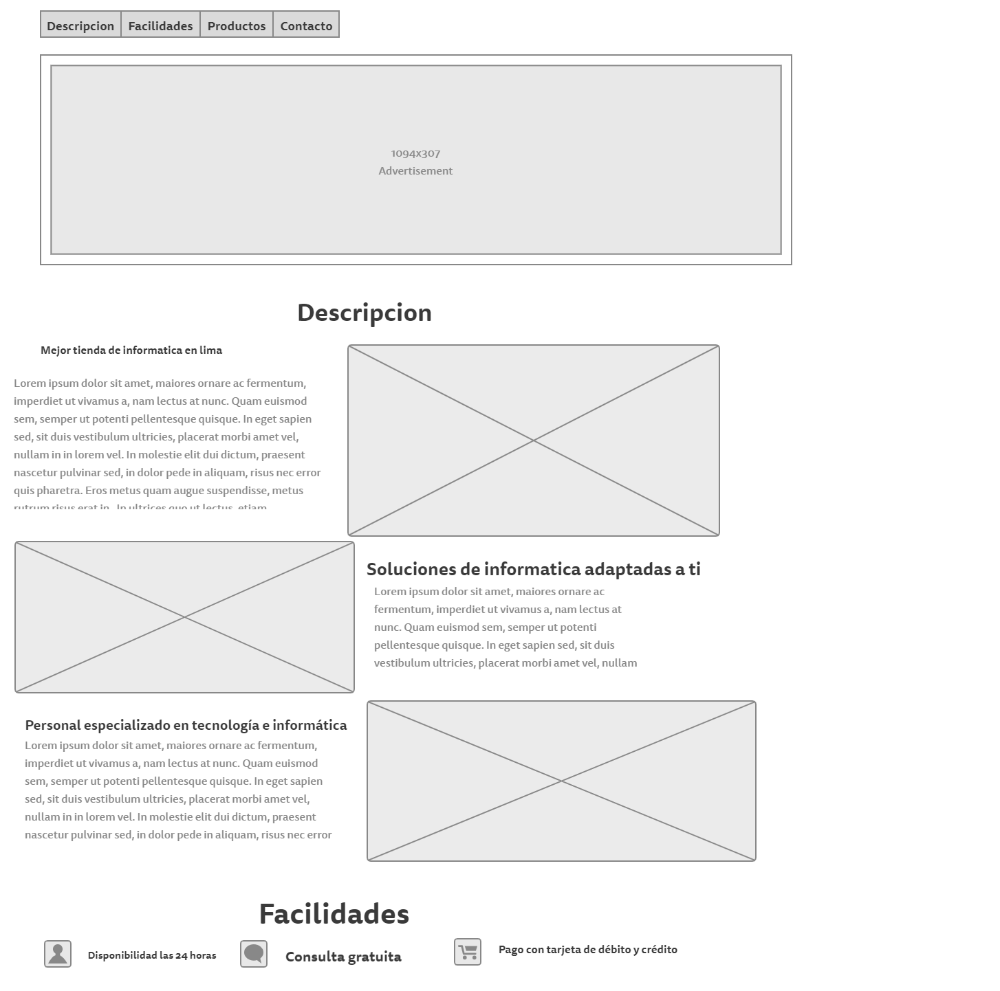 Descripcion Facilidades Productos Contacto
1094x307
Advertisement
Descripcion
Mejor tienda de informatica en lima
Lorem ipsum dolor sit amet, maiores ornare ac fermentum,
imperdiet ut vivamus a, nam lectus at nunc. Quam euismod
sem, semper ut potenti pellentesque quisque. In eget sapien
sed, sit duis vestibulum ultricies, placerat morbi amet vel,
nullam in in lorem vel. In molestie elit dui dictum, praesent
nascetur pulvinar sed, in dolor pede in aliquam, risus nec error
quis pharetra. Eros metus quam augue suspendisse, metus
rutrum risus erat in. In ultrices quo ut lectus, etiam
Soluciones de informatica adaptadas a ti
Lorem ipsum dolor sit amet, maiores ornare ac
fermentum, imperdiet ut vivamus a, nam lectus at
nunc. Quam euismod sem, semper ut potenti
pellentesque quisque. In eget sapien sed, sit duis
vestibulum ultricies, placerat morbi amet vel, nullam
Personal especializado en tecnología e informática
Lorem ipsum dolor sit amet, maiores ornare ac fermentum,
imperdiet ut vivamus a, nam lectus at nunc. Quam euismod
sem, semper ut potenti pellentesque quisque. In eget sapien
sed, sit duis vestibulum ultricies, placerat morbi amet vel,
nullam in in lorem vel. In molestie elit dui dictum, praesent
nascetur pulvinar sed, in dolor pede in aliquam, risus nec error
Facilidades
Disponibilidad las 24 horas
Consulta gratuita
Pago con tarjeta de débito y crédito